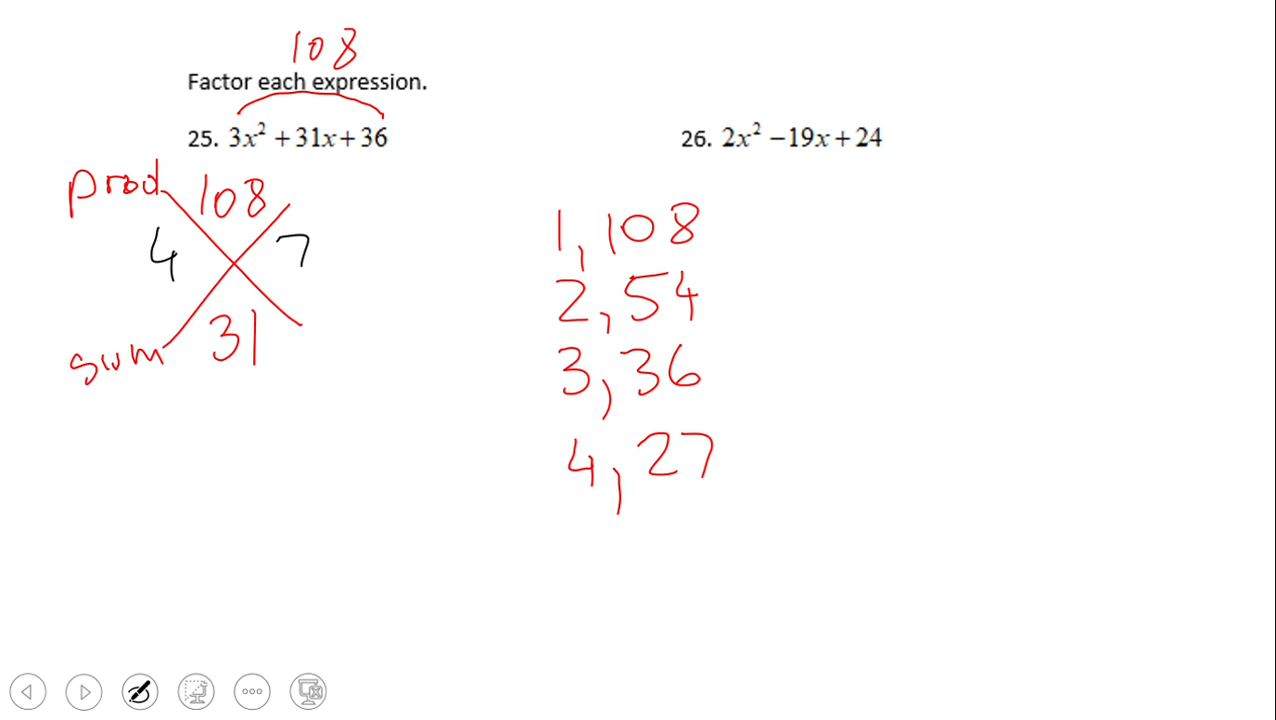 108
Factor each expression.
25. 3x² + 31x + 36
26. 2x² − 19x + 24
prod 108
4 7
sum 31
1, 108
2, 54
3, 36
4, 27